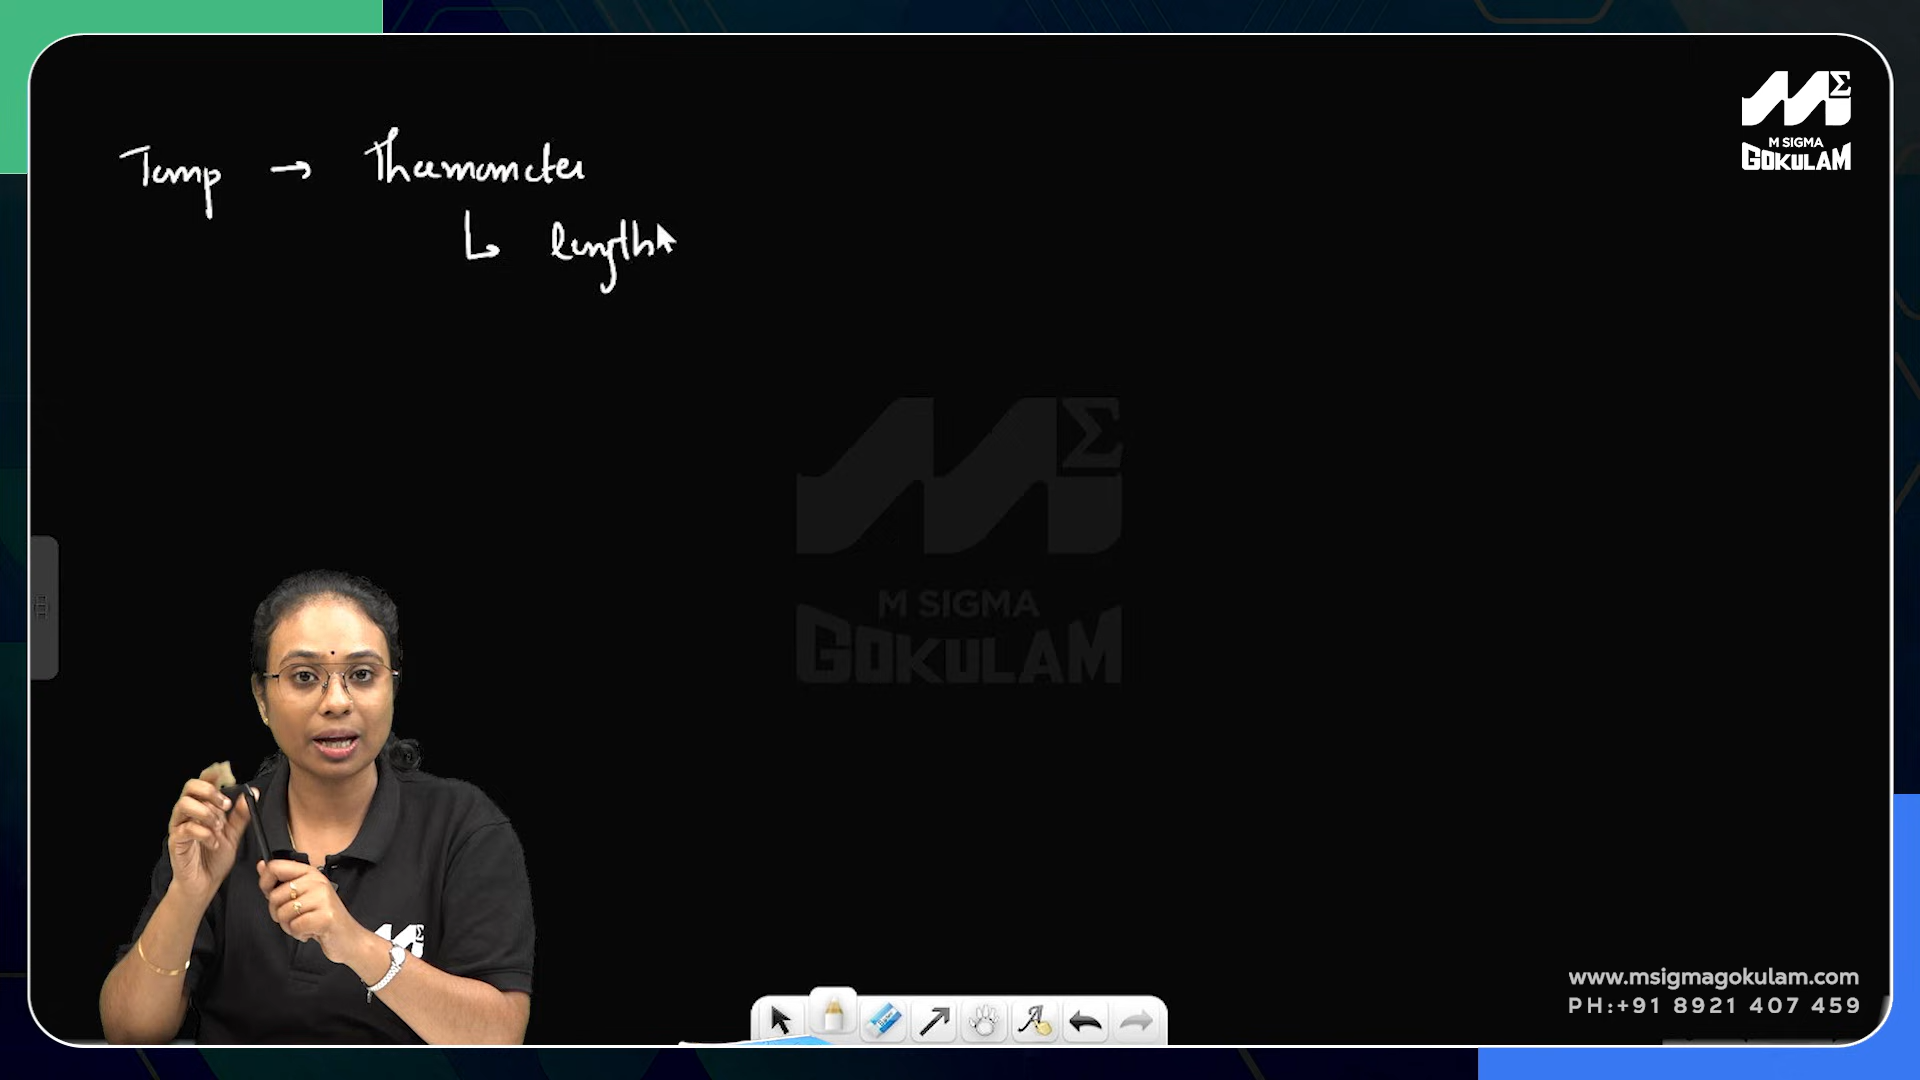 Temp → Thermometer
↳ length
M SIGMA
GOKULAM
M SIGMA
GOKULAM
www.msigmagokulam.com
PH:+91 8921 407 459